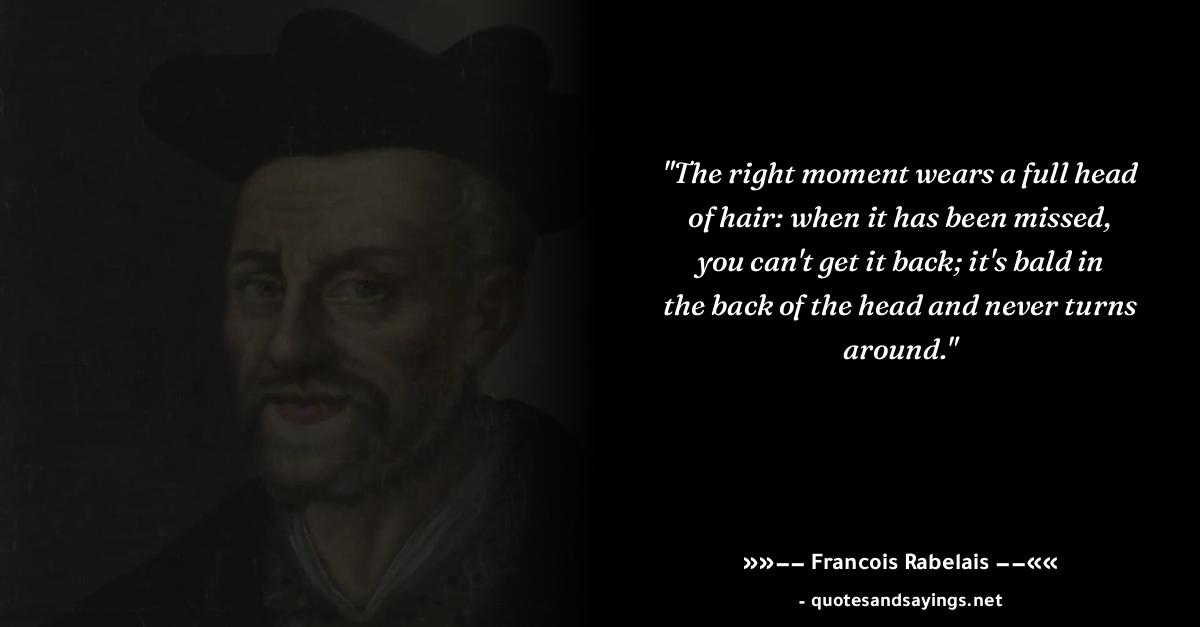 "The right moment wears a full head
of hair: when it has been missed,
you can't get it back; it's bald in
the back of the head and never turns
around."
»»−− Francois Rabelais −−««
- quotesandsayings.net